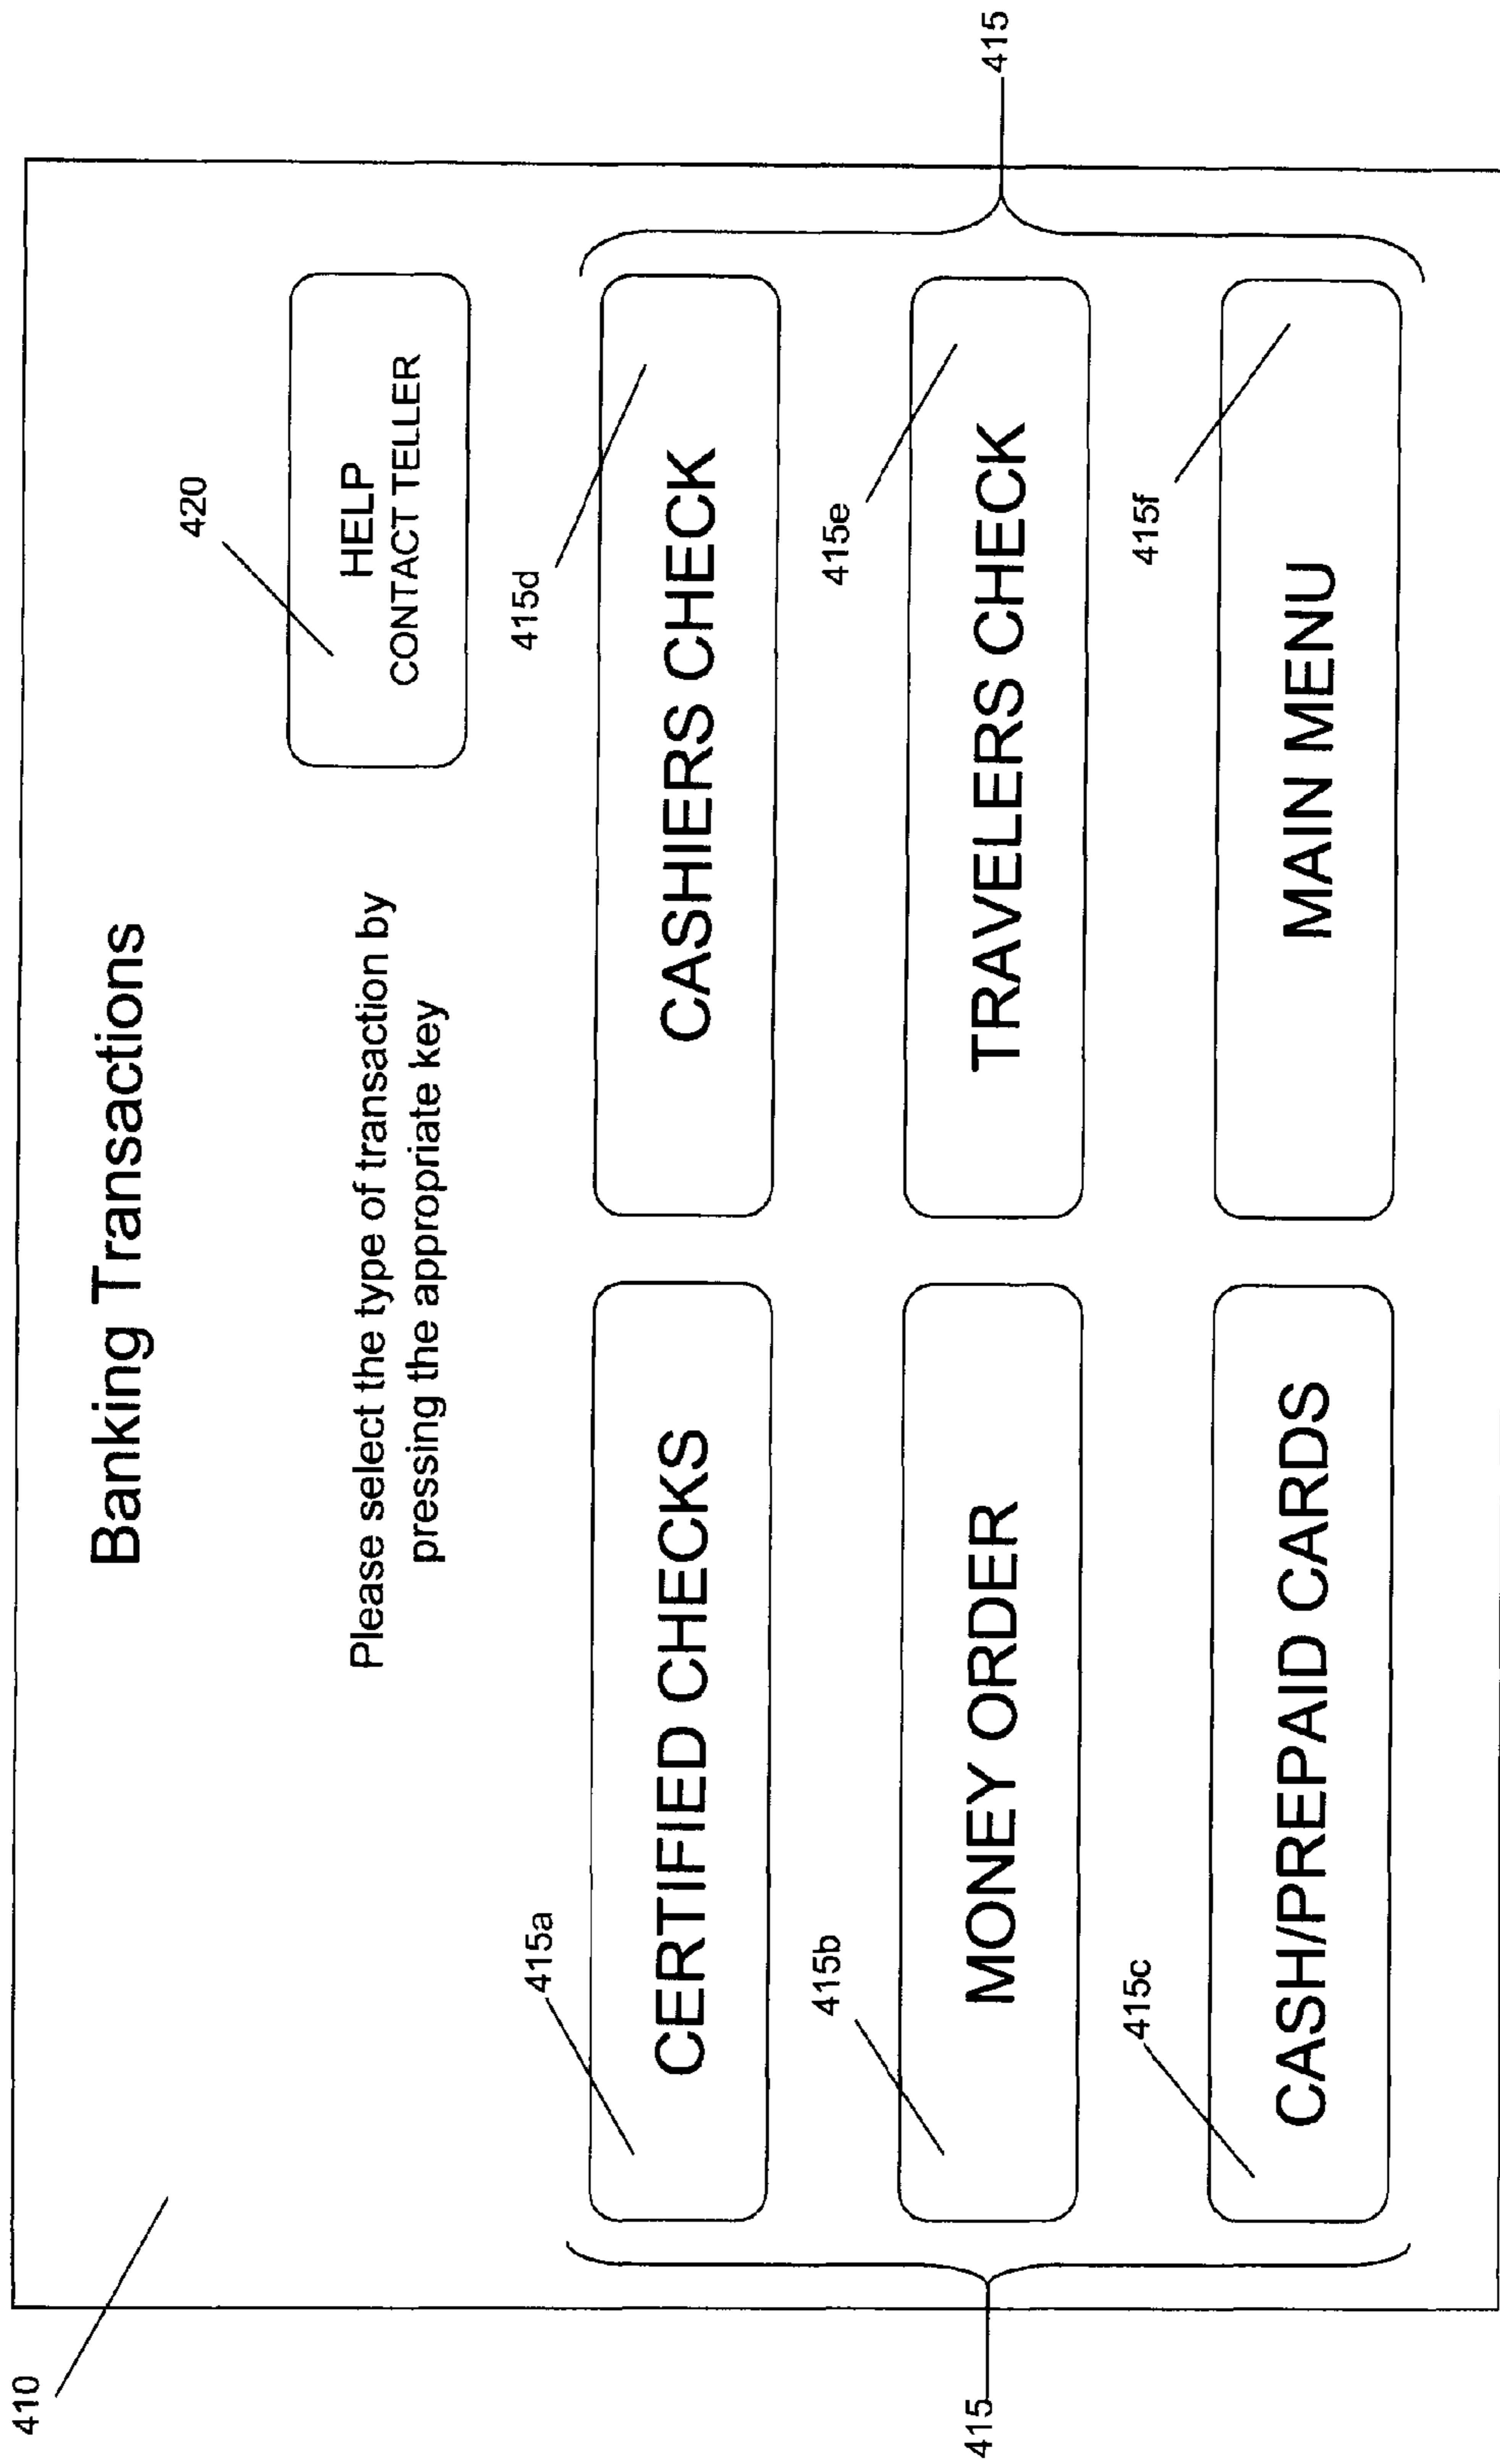 410
Banking Transactions
420
Please select the type of transaction by
pressing the appropriate key
HELP
CONTACT TELLER
415a
415d
CERTIFIED CHECKS
CASHIERS CHECK
415b
415e
MONEY ORDER
TRAVELERS CHECK
415
415
415c
415f
CASH/PREPAID CARDS
MAIN MENU